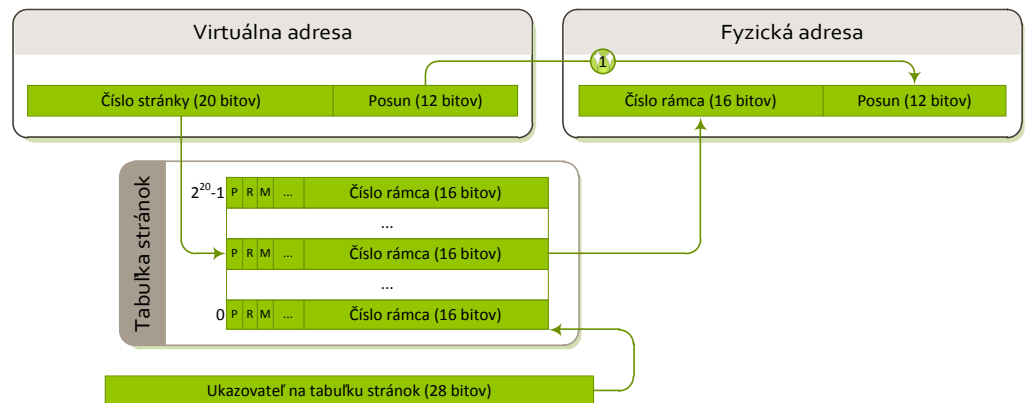 Virtuálna adresa
Fyzická adresa
1
Číslo stránky (20 bitov)
Posun (12 bitov)
Číslo rámca (16 bitov)
Posun (12 bitov)
Tabuľka stránok
2²⁰-1 P R M ... Číslo rámca (16 bitov)
...
P R M ... Číslo rámca (16 bitov)
...
0 P R M ... Číslo rámca (16 bitov)
Ukazovateľ na tabuľku stránok (28 bitov)